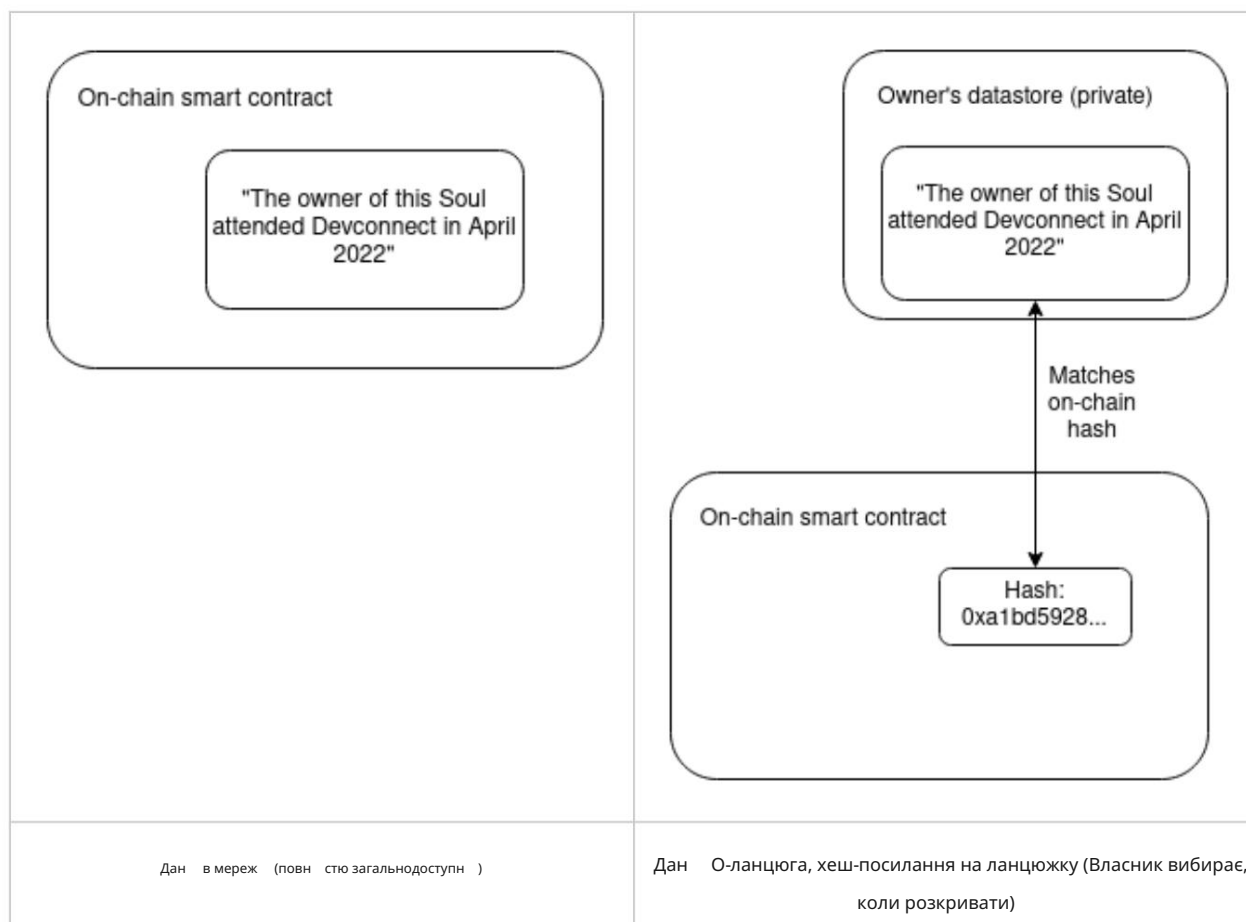 On-chain smart contract
"The owner of this Soul
attended Devconnect in April
2022"
Owner's datastore (private)
"The owner of this Soul
attended Devconnect in April
2022"
Matches
on-chain
hash
On-chain smart contract
Hash:
0xa1bd5928...
Дан в мереж (повн стю загальнодоступн )
Дан О-ланцюга, хеш-посилання на ланцюжку (Власник вибирає,
коли розкривати)